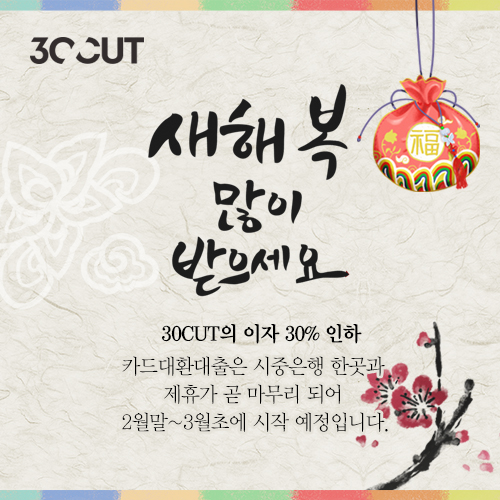 30CUT
새해 복
많이
받으세요
福
30CUT의 이자 30% 인하
카드대환대출은 시중은행 한곳과
제휴가 곧 마무리 되어
2월말~3월초에 시작 예정입니다.